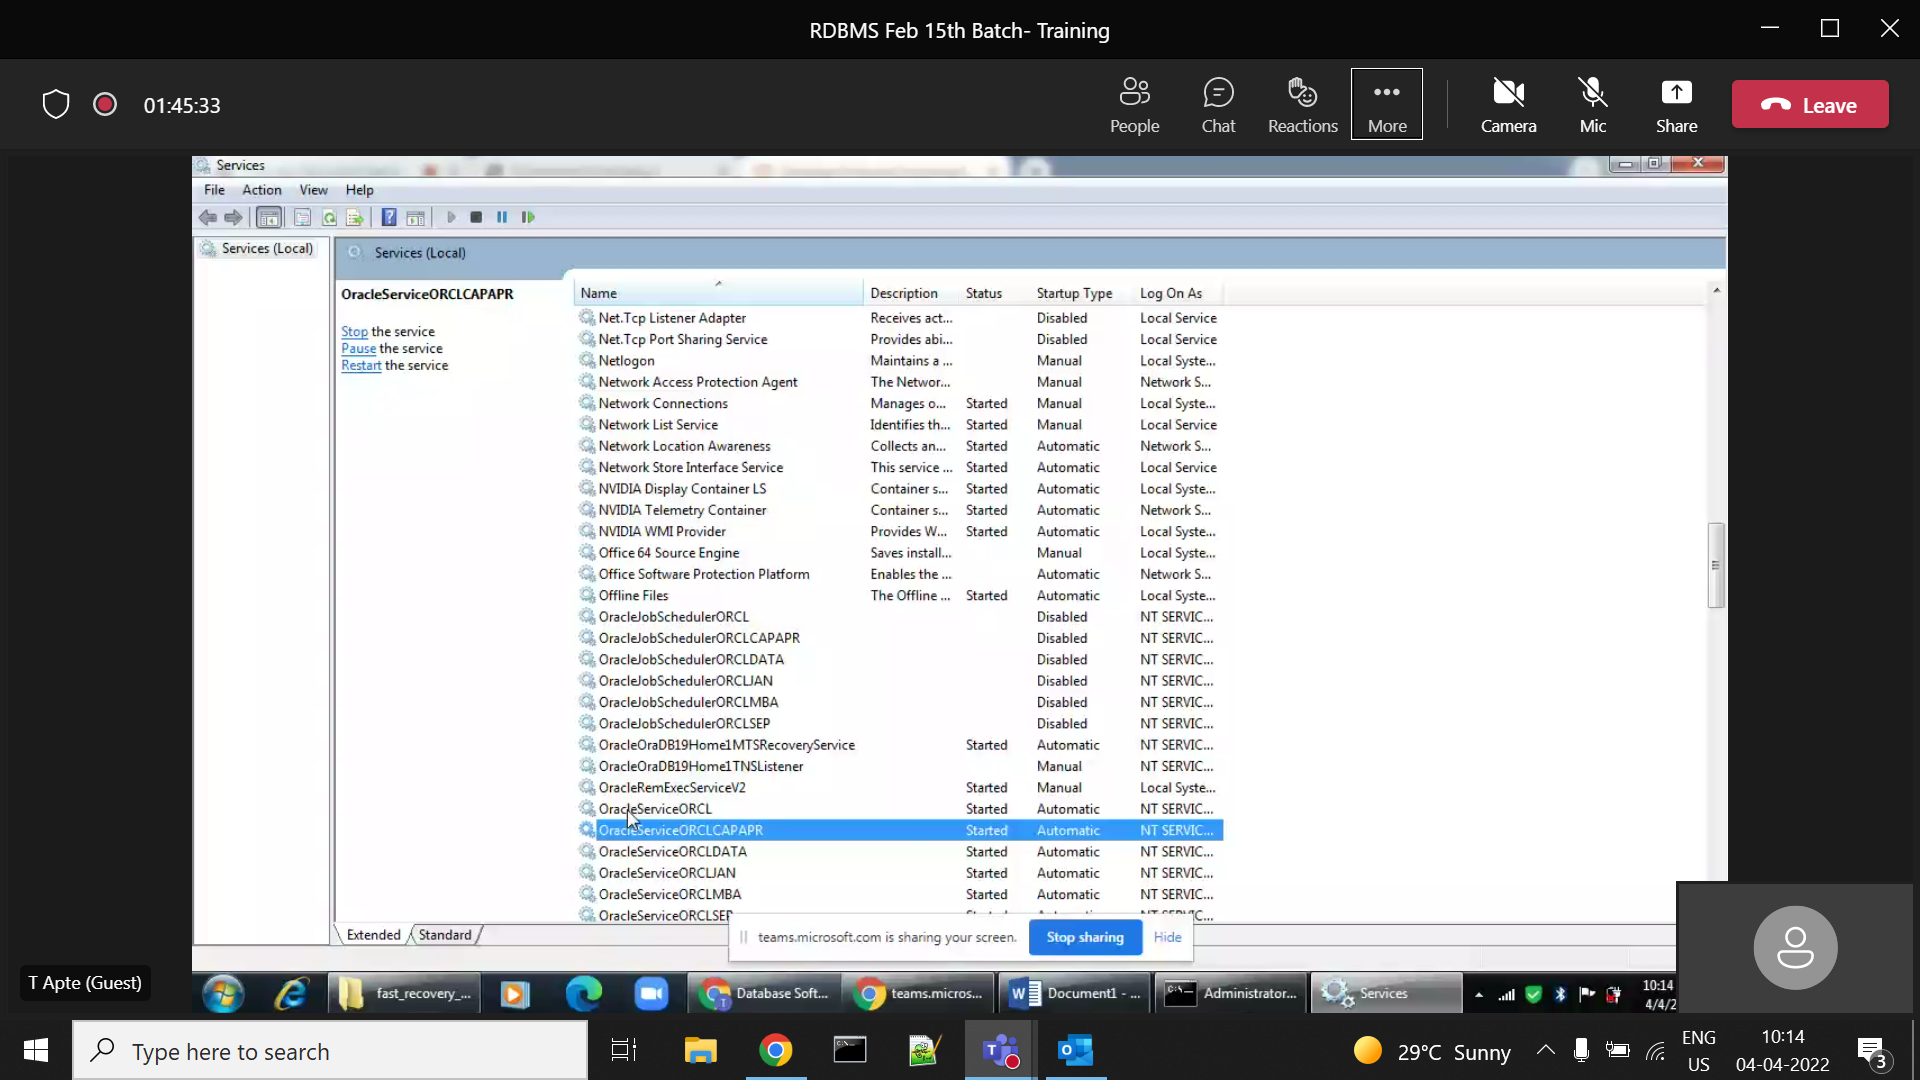 RDBMS Feb 15th Batch- Training
01:45:33
People
Chat
Reactions
More
Camera
Mic
Share
Leave
Services
File Action View Help
Services (Local)
Services (Local)
OracleServiceORCLCAPAPR
Stop the service
Pause the service
Restart the service
Name Description Status Startup Type Log On As
Net.Tcp Listener Adapter Receives act... Disabled Local Service
Net.Tcp Port Sharing Service Provides abi... Disabled Local Service
Netlogon Maintains a ... Manual Local Syste...
Network Access Protection Agent The Networ... Manual Network S...
Network Connections Manages o... Started Manual Local Syste...
Network List Service Identifies th... Started Manual Local Service
Network Location Awareness Collects an... Started Automatic Network S...
Network Store Interface Service This service ... Started Automatic Local Service
NVIDIA Display Container LS Container s... Started Automatic Local Syste...
NVIDIA Telemetry Container Container s... Started Automatic Network S...
NVIDIA WMI Provider Provides W... Started Automatic Local Syste...
Office 64 Source Engine Saves install... Manual Local Syste...
Office Software Protection Platform Enables the ... Automatic Network S...
Offline Files The Offline ... Started Automatic Local Syste...
OracleJobSchedulerORCL Disabled NT SERVIC...
OracleJobSchedulerORCLCAPAPR Disabled NT SERVIC...
OracleJobSchedulerORCLDATA Disabled NT SERVIC...
OracleJobSchedulerORCLJAN Disabled NT SERVIC...
OracleJobSchedulerORCLMBA Disabled NT SERVIC...
OracleJobSchedulerORCLSEP Disabled NT SERVIC...
OracleOraDB19Home1MTSRecoveryService Started Automatic NT SERVIC...
OracleOraDB19Home1TNSListener Manual NT SERVIC...
OracleRemExecServiceV2 Started Manual Local Syste...
OracleServiceORCL Started Automatic NT SERVIC...
OracleServiceORCLCAPAPR Started Automatic NT SERVIC...
OracleServiceORCLDATA Started Automatic NT SERVIC...
OracleServiceORCLJAN Started Automatic NT SERVIC...
OracleServiceORCLMBA Started Automatic NT SERVIC...
OracleServiceORCLSEP
Extended Standard
teams.microsoft.com is sharing your screen. Stop sharing Hide
T Apte (Guest)
fast_recovery_...
Database Soft...
teams.micros...
Document1 - ...
Administrator...
Services
10:14
4/4/2
Type here to search
29°C Sunny
ENG
US
10:14
04-04-2022
3